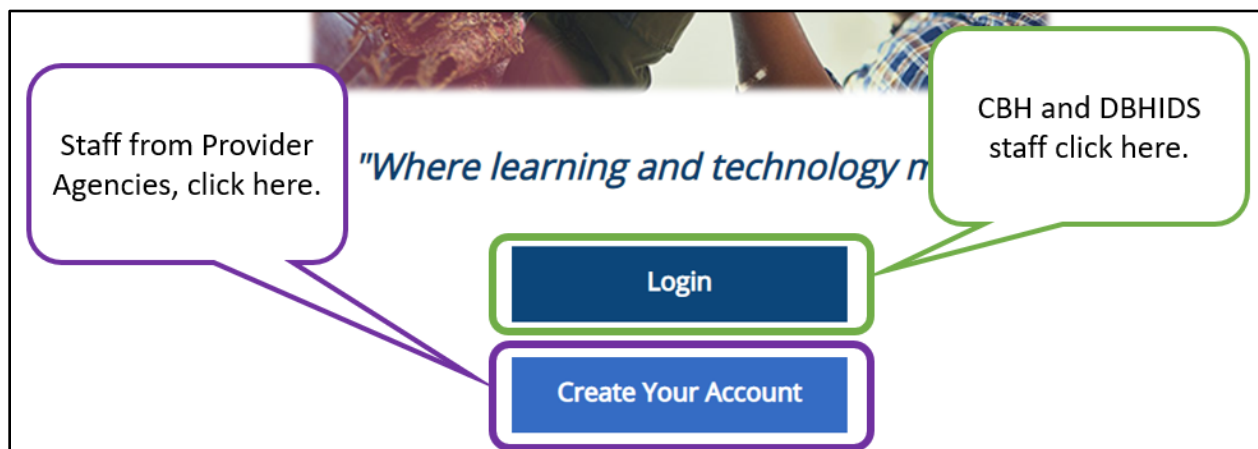 Staff from Provider
Agencies, click here.
CBH and DBHIDS
staff click here.
"Where learning and technology
Login
Create Your Account